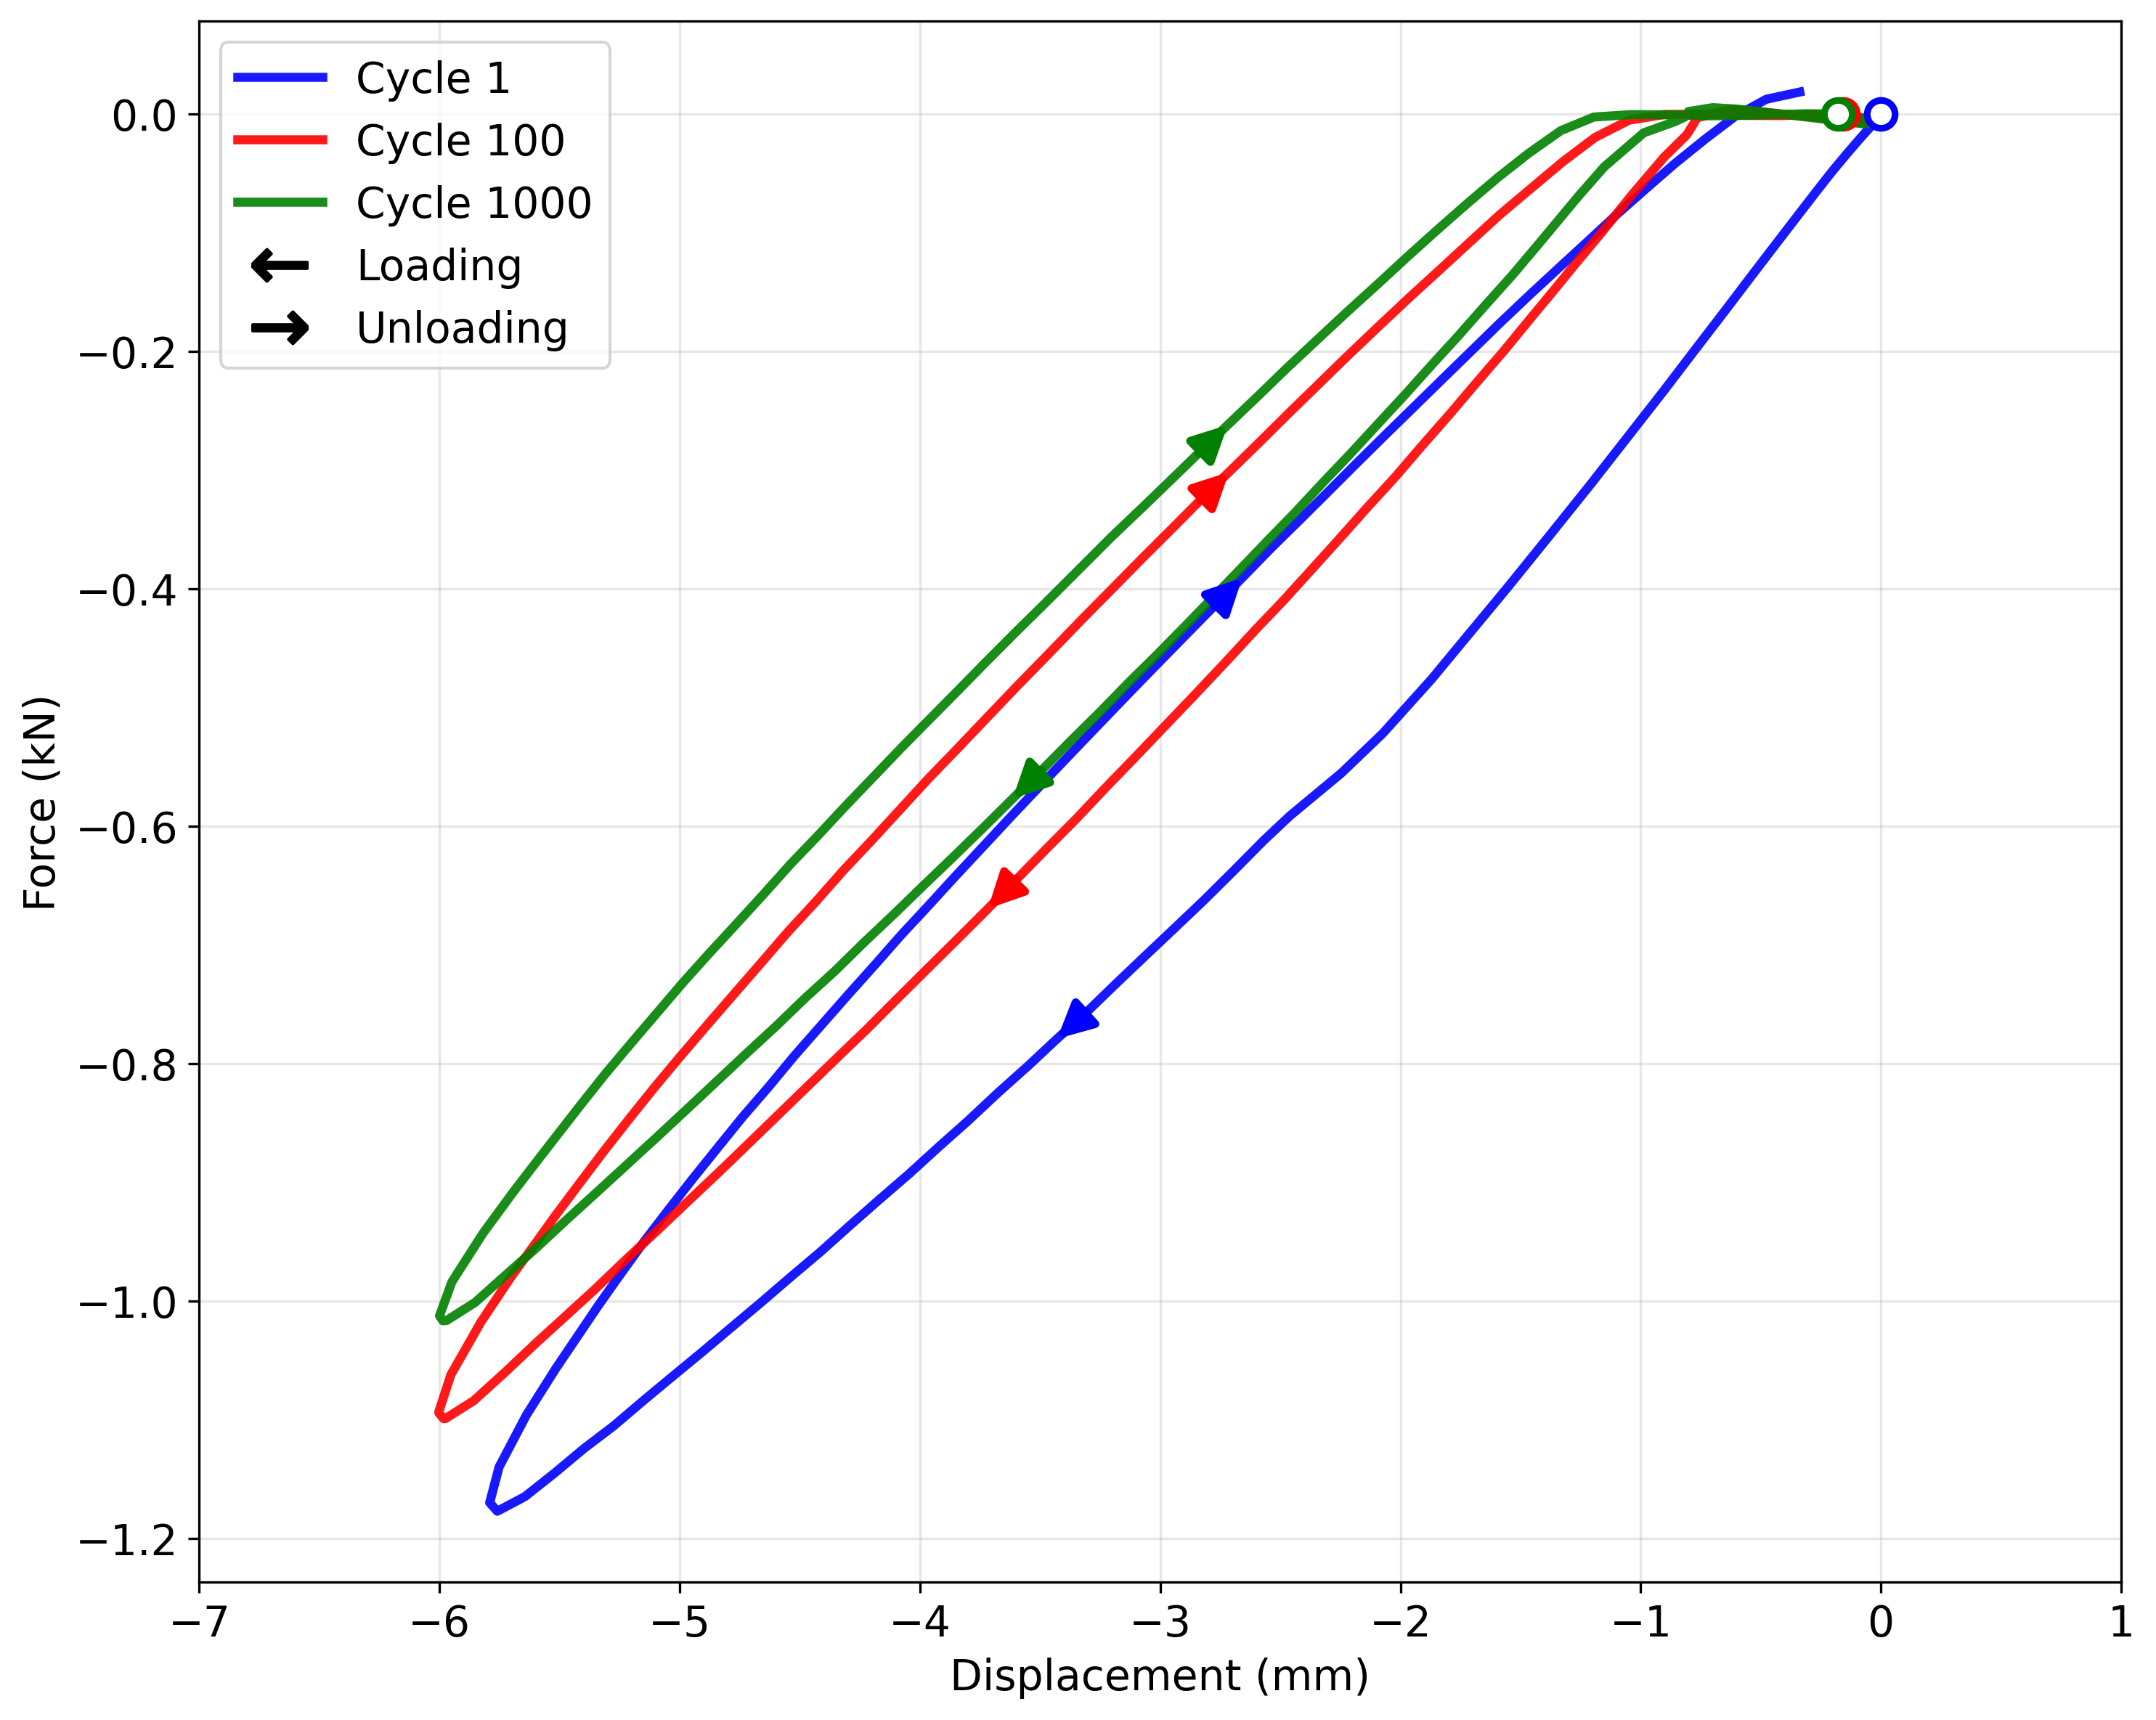 Cycle 1
Cycle 100
Cycle 1000
← Loading
→ Unloading
0.0
−0.2
−0.4
−0.6
−0.8
−1.0
−1.2
Force (kN)
−7 −6 −5 −4 −3 −2 −1 0 1
Displacement (mm)